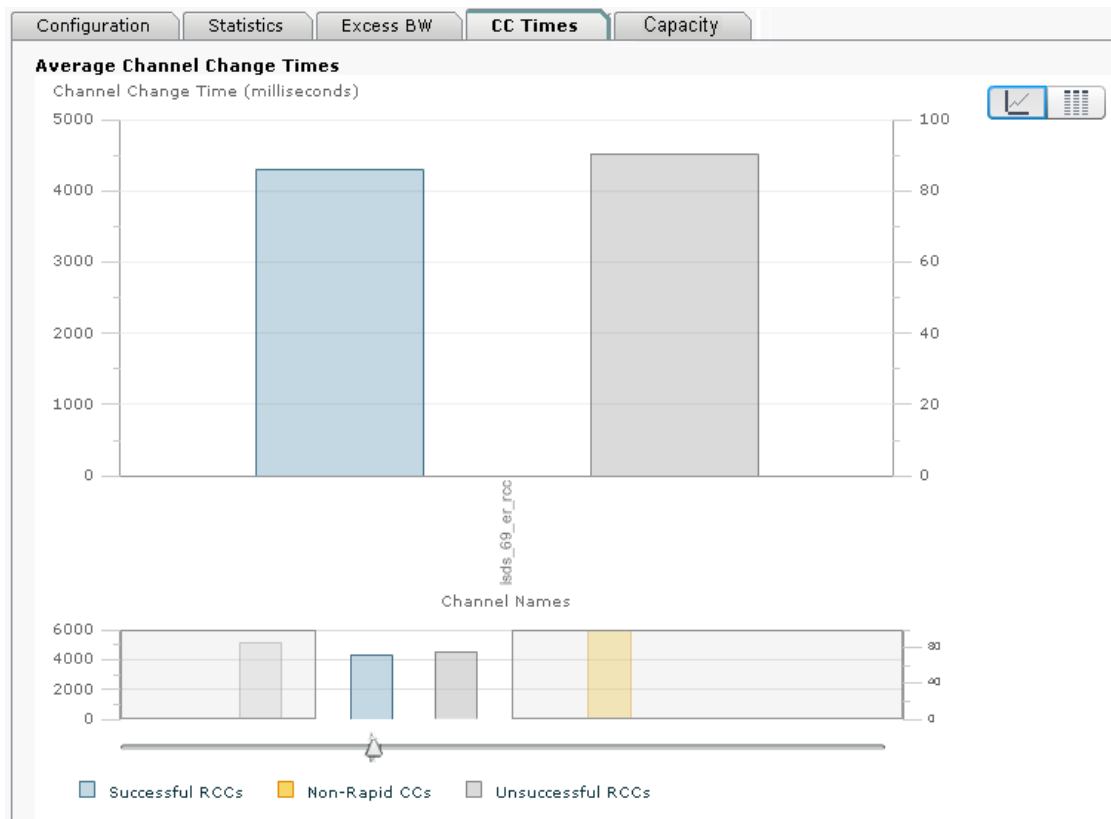 Configuration Statistics Excess BW CC Times Capacity
Average Channel Change Times
Channel Change Time (milliseconds)
5000 100
4000 80
3000 60
2000 40
1000 20
0 0
isds_69_er_rcc
Channel Names
6000
80
4000
40
2000
0 0
Successful RCCs Non-Rapid CCs Unsuccessful RCCs